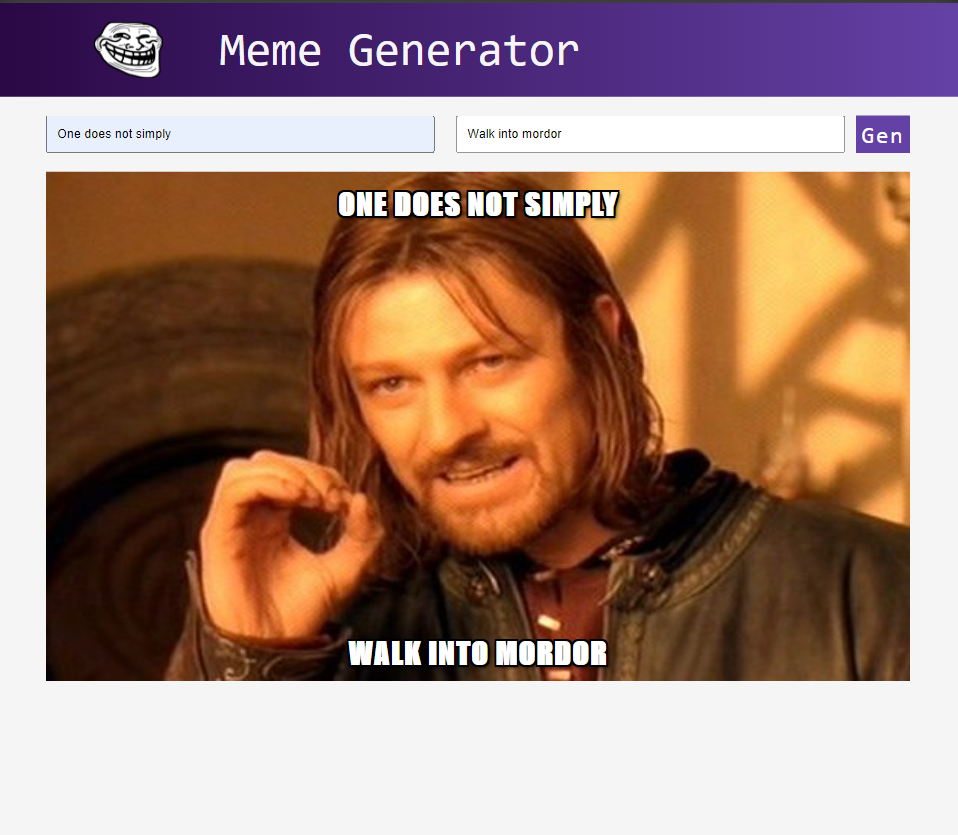 Meme Generator
One does not simply
Walk into mordor
Gen
ONE DOES NOT SIMPLY
WALK INTO MORDOR